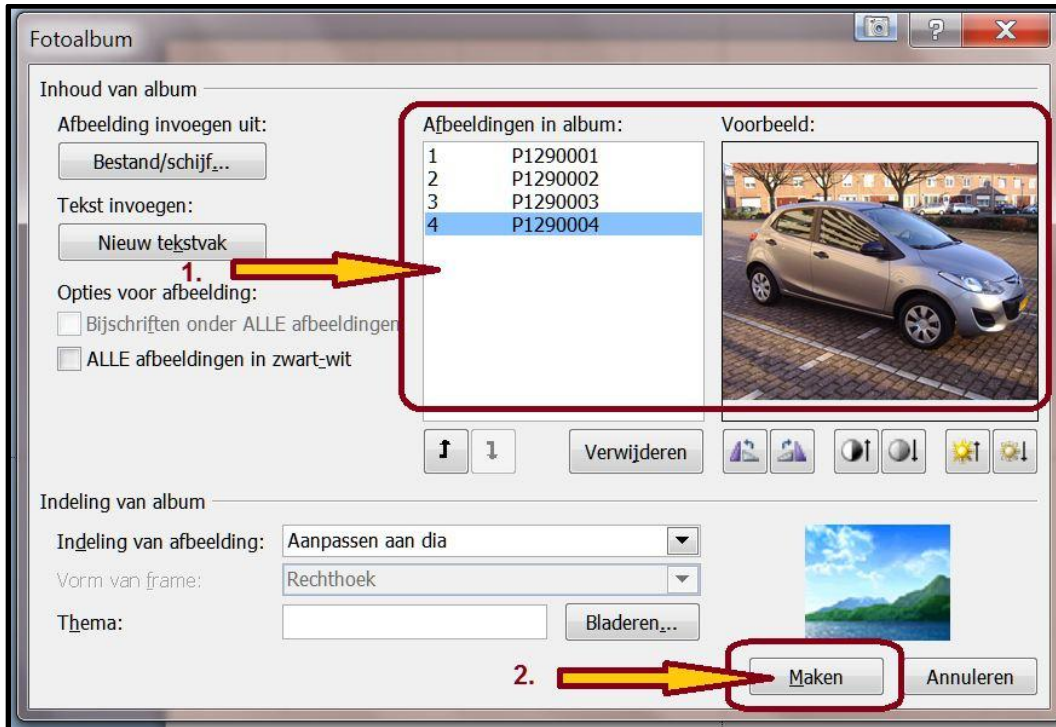 Fotoalbum
Inhoud van album
Afbeelding invoegen uit:
Bestand/schijf...
Tekst invoegen:
Nieuw tekstvak
1.
Opties voor afbeelding:
Bijschriften onder ALLE afbeeldingen
ALLE afbeeldingen in zwart-wit
Afbeeldingen in album:
1 P1290001
2 P1290002
3 P1290003
4 P1290004
Voorbeeld:
Verwijderen
Indeling van album
Indeling van afbeelding: Aanpassen aan dia
Vorm van frame: Rechthoek
Thema: Bladeren...
2. Maken Annuleren